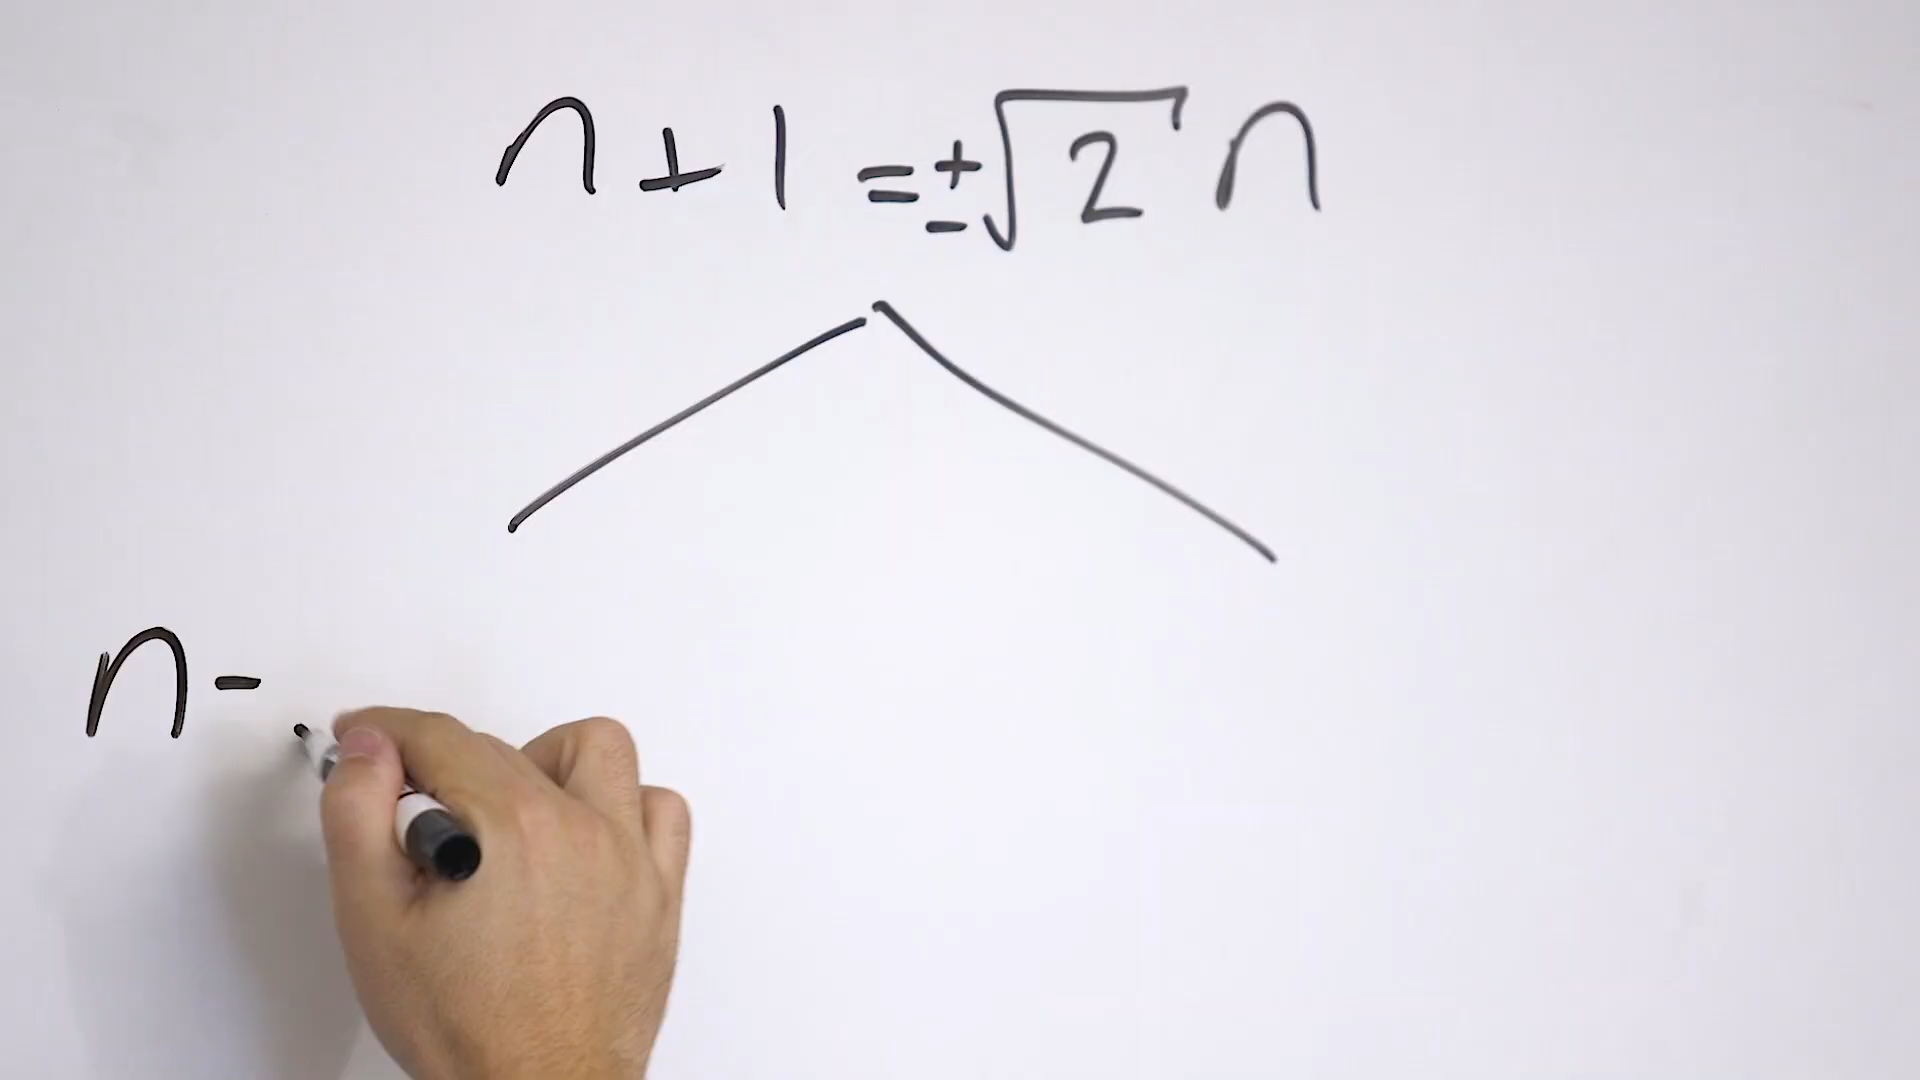 n+1 = ±√2 n
n -